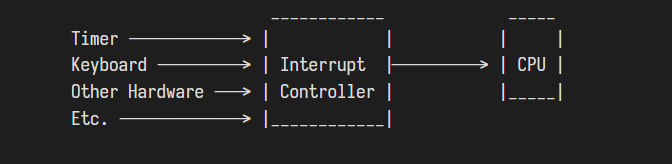 Timer
Keyboard Interrupt CPU
Other Hardware Controller
Etc.